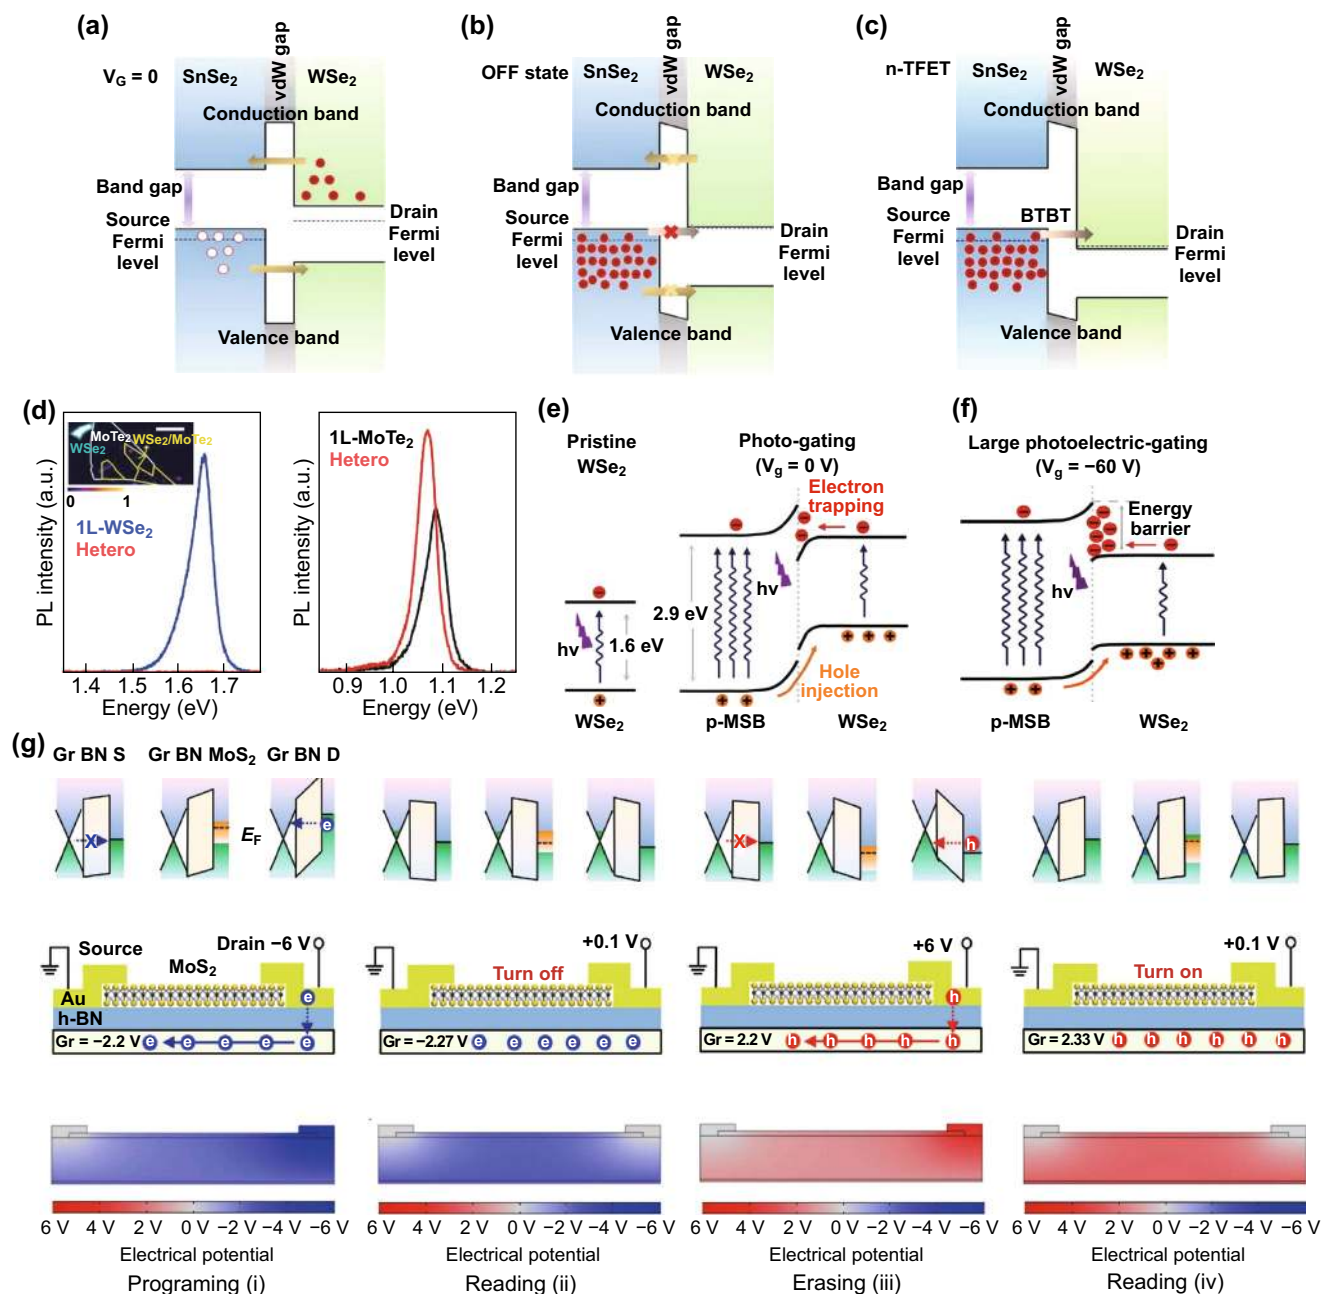 (a)
V_G = 0
SnSe₂
vdW gap
WSe₂
Conduction band
Band gap
Source
Fermi
level
Drain
Fermi
level
Valence band
(b)
OFF state
SnSe₂
vdW gap
WSe₂
Conduction band
Band gap
Source
Fermi
level
Drain
Fermi
level
Valence band
(c)
n-TFET
SnSe₂
vdW gap
WSe₂
Conduction band
Band gap
Source
Fermi
level
BTBT
Drain
Fermi
level
Valence band
(d)
PL intensity (a.u.)
MoTe₂
WSe₂
WSe₂/MoTe₂
0 1
1L-WSe₂
Hetero
1.4 1.5 1.6 1.7
Energy (eV)
PL intensity (a.u.)
1L-MoTe₂
Hetero
0.9 1.0 1.1 1.2
Energy (eV)
(e)
Pristine
WSe₂
Photo-gating
(V_g = 0 V)
Electron
trapping
hν
1.6 eV
2.9 eV
hν
Hole
injection
WSe₂
p-MSB
WSe₂
(f)
Large photoelectric-gating
(V_g = −60 V)
Energy
barrier
hν
p-MSB
WSe₂
(g)
Gr BN S
Gr BN MoS₂
Gr BN D
X
e
E_F
X
h
Source
Drain −6 V
MoS₂
Au
h-BN
e
Gr = −2.2 V
e e e e e
+0.1 V
Turn off
Gr = −2.27 V
e e e e e e
+6 V
h
Gr = 2.2 V
h h h h h
+0.1 V
Turn on
Gr = 2.33 V
h h h h h h
6 V 4 V 2 V 0 V −2 V −4 V −6 V
Electrical potential
Programing (i)
6 V 4 V 2 V 0 V −2 V −4 V −6 V
Electrical potential
Reading (ii)
6 V 4 V 2 V 0 V −2 V −4 V −6 V
Electrical potential
Erasing (iii)
6 V 4 V 2 V 0 V −2 V −4 V −6 V
Electrical potential
Reading (iv)